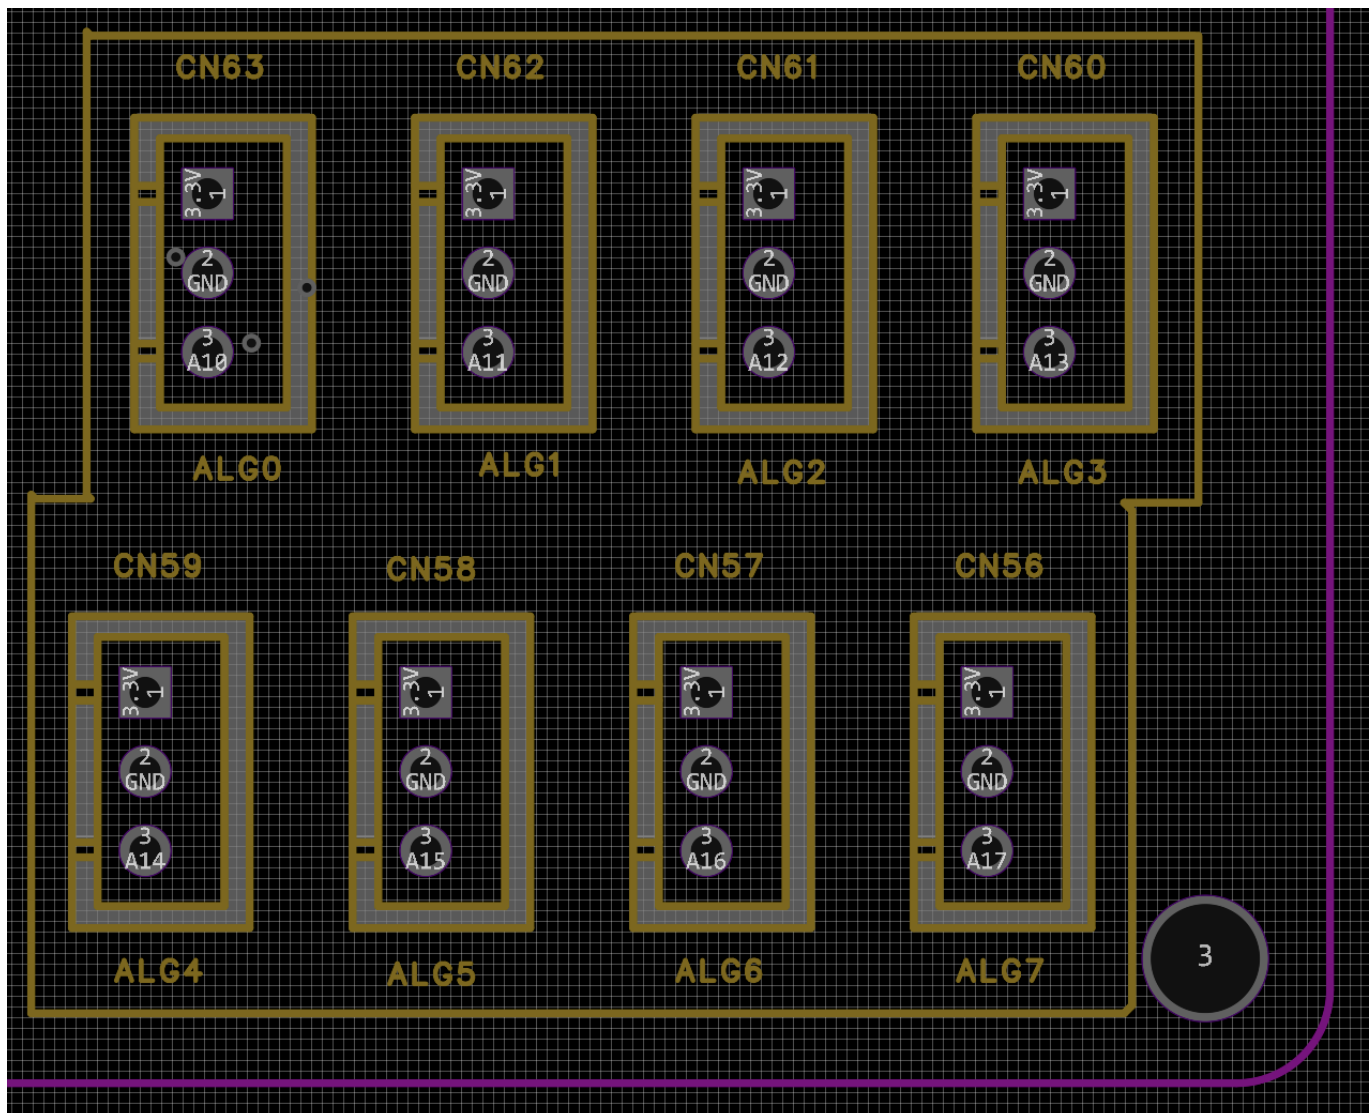 CN63 CN62 CN61 CN60
3.3V 1 3.3V 1 3.3V 1 3.3V 1
2 2 2 2
GND GND GND GND
3 3 3 3
A10 A11 A12 A13
ALG0 ALG1 ALG2 ALG3
CN59 CN58 CN57 CN56
3.3V 1 3.3V 1 3.3V 1 3.3V 1
2 2 2 2
GND GND GND GND
3 3 3 3
A14 A15 A16 A17
3
ALG4 ALG5 ALG6 ALG7